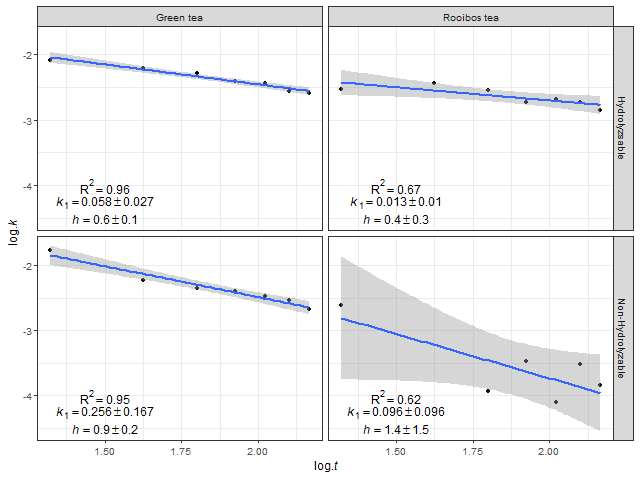 Green tea
Rooibos tea
-2
-3
-4
R² = 0.96
k₁ = 0.058 ± 0.027
h = 0.6 ± 0.1
R² = 0.67
k₁ = 0.013 ± 0.01
h = 0.4 ± 0.3
Hydrolyzsable
log.k
-2
-3
-4
R² = 0.95
k₁ = 0.256 ± 0.167
h = 0.9 ± 0.2
R² = 0.62
k₁ = 0.096 ± 0.096
h = 1.4 ± 1.5
Non-Hydrolyzable
1.50
1.75
2.00
1.50
1.75
2.00
log.t